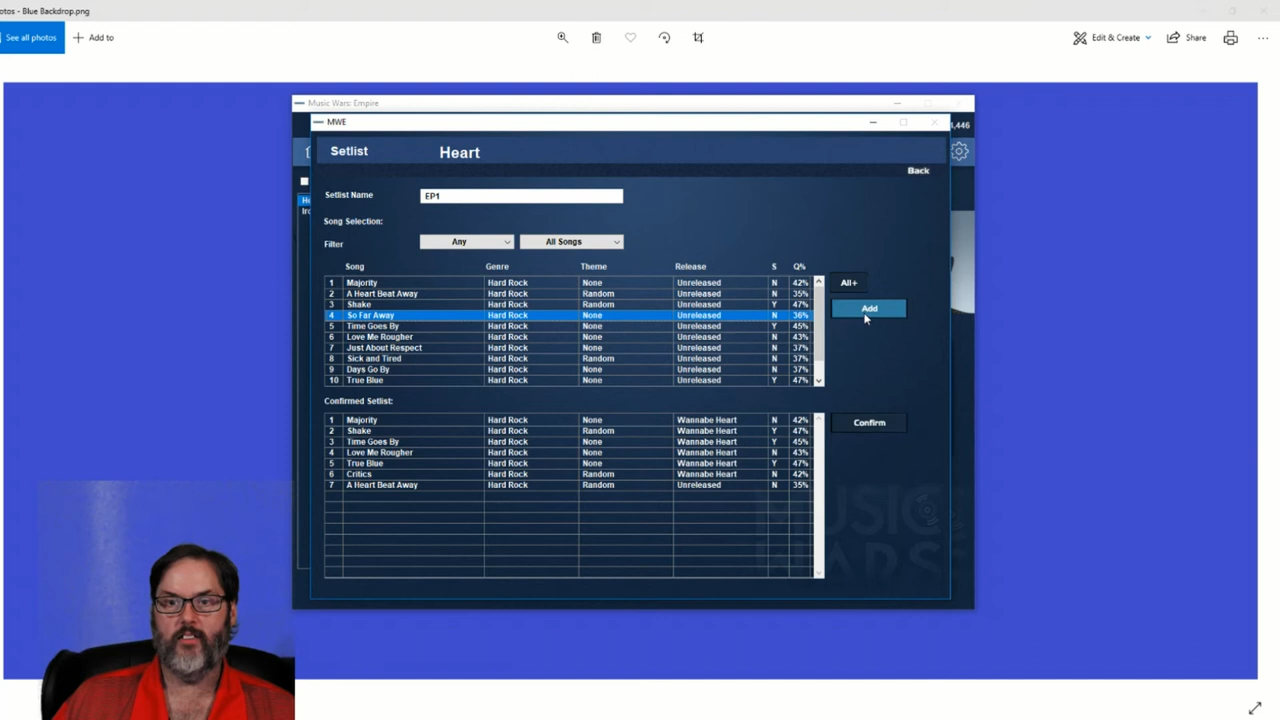 otos - Blue Backdrop.png
See all photos
Add to
Edit & Create
Share
Music Wars: Empire
MWE
1,446
Setlist
Heart
Back
Setlist Name
EP1
Song Selection:
Filter
Any
All Songs
Song Genre Theme Release S Q%
1 Majority Hard Rock None Unreleased N 42%
2 A Heart Beat Away Hard Rock Random Unreleased N 35%
3 Shake Hard Rock Random Unreleased Y 47%
4 So Far Away Hard Rock None Unreleased N 36%
5 Time Goes By Hard Rock None Unreleased Y 45%
6 Love Me Rougher Hard Rock None Unreleased N 43%
7 Just About Respect Hard Rock None Unreleased N 37%
8 Sick and Tired Hard Rock Random Unreleased N 37%
9 Days Go By Hard Rock None Unreleased N 36%
10 True Blue Hard Rock None Unreleased Y 47%
All+
Add
Confirmed Setlist:
1 Majority Hard Rock None Wannabe Heart N 42%
2 Shake Hard Rock Random Wannabe Heart Y 47%
3 Time Goes By Hard Rock None Wannabe Heart Y 45%
4 Love Me Rougher Hard Rock None Wannabe Heart N 43%
5 True Blue Hard Rock None Wannabe Heart Y 47%
6 Critics Hard Rock Random Wannabe Heart N 42%
7 A Heart Beat Away Hard Rock Random Unreleased N 35%
Confirm
MUSIC
WARS